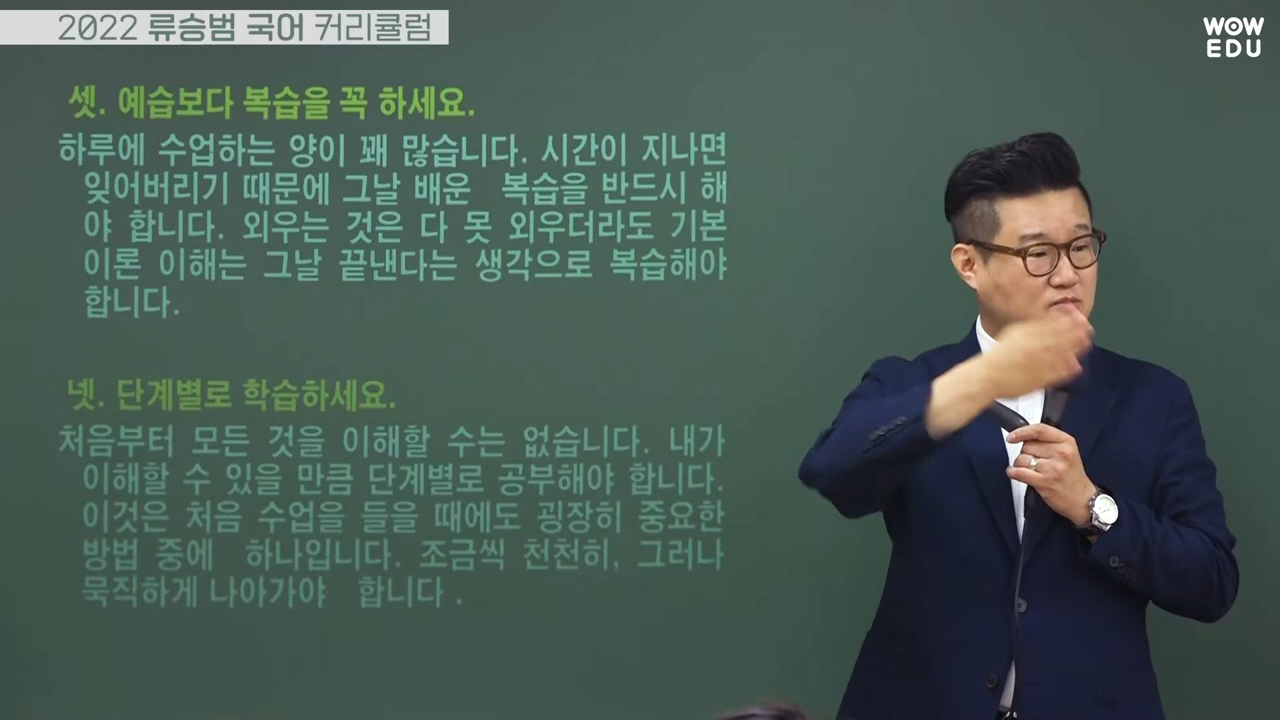 2022 류승범 국어 커리큘럼
WOW
EDU
셋. 예습보다 복습을 꼭 하세요.
하루에 수업하는 양이 꽤 많습니다. 시간이 지나면
잊어버리기 때문에 그날 배운 복습을 반드시 해
야 합니다. 외우는 것은 다 못 외우더라도 기본
이론 이해는 그날 끝낸다는 생각으로 복습해야
합니다.
넷. 단계별로 학습하세요.
처음부터 모든 것을 이해할 수는 없습니다. 내가
이해할 수 있을 만큼 단계별로 공부해야 합니다.
이것은 처음 수업을 들을 때에도 굉장히 중요한
방법 중에 하나입니다. 조금씩 천천히, 그러나
묵직하게 나아가야 합니다.